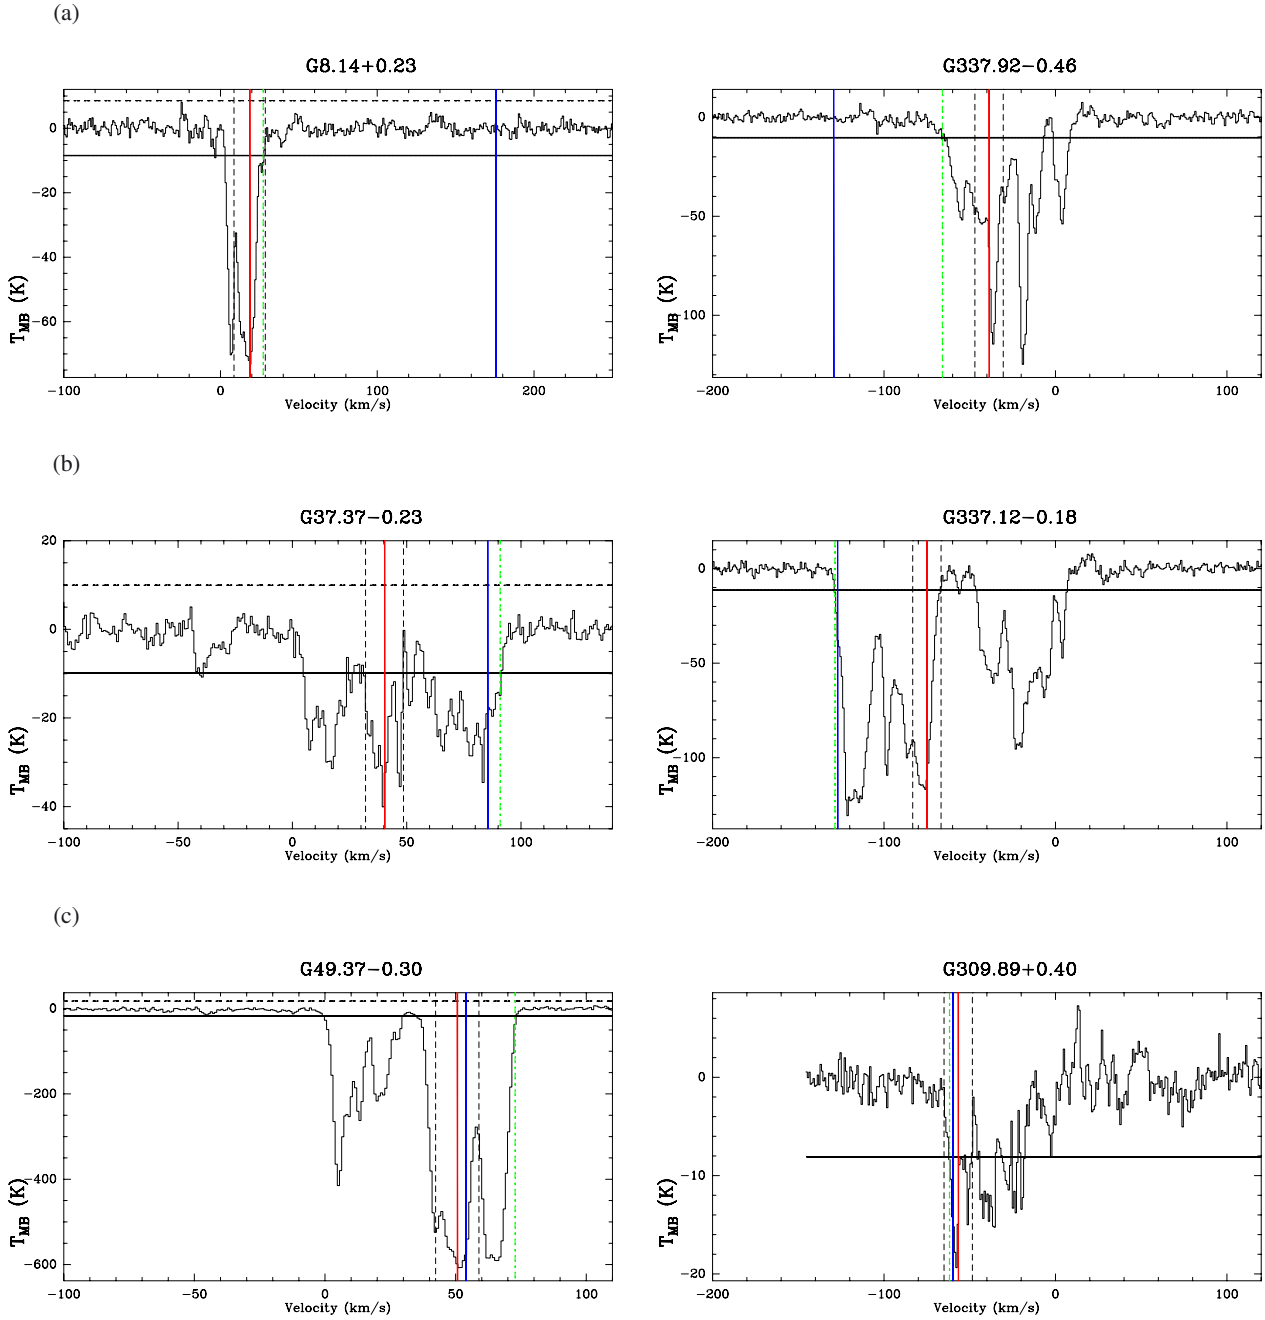 (a)
G8.14+0.23
G337.92−0.46
0
−20
−40
−60
T_MB (K)
−100
0
100
200
Velocity (km/s)
0
−50
−100
T_MB (K)
−200
−100
0
100
Velocity (km/s)
(b)
G37.37−0.23
G337.12−0.18
20
0
−20
−40
T_MB (K)
−100
−50
0
50
100
Velocity (km/s)
0
−50
−100
T_MB (K)
−200
−100
0
100
Velocity (km/s)
(c)
G49.37−0.30
G309.89+0.40
0
−200
−400
−600
T_MB (K)
−100
−50
0
50
100
Velocity (km/s)
0
−10
−20
T_MB (K)
−200
−100
0
100
Velocity (km/s)